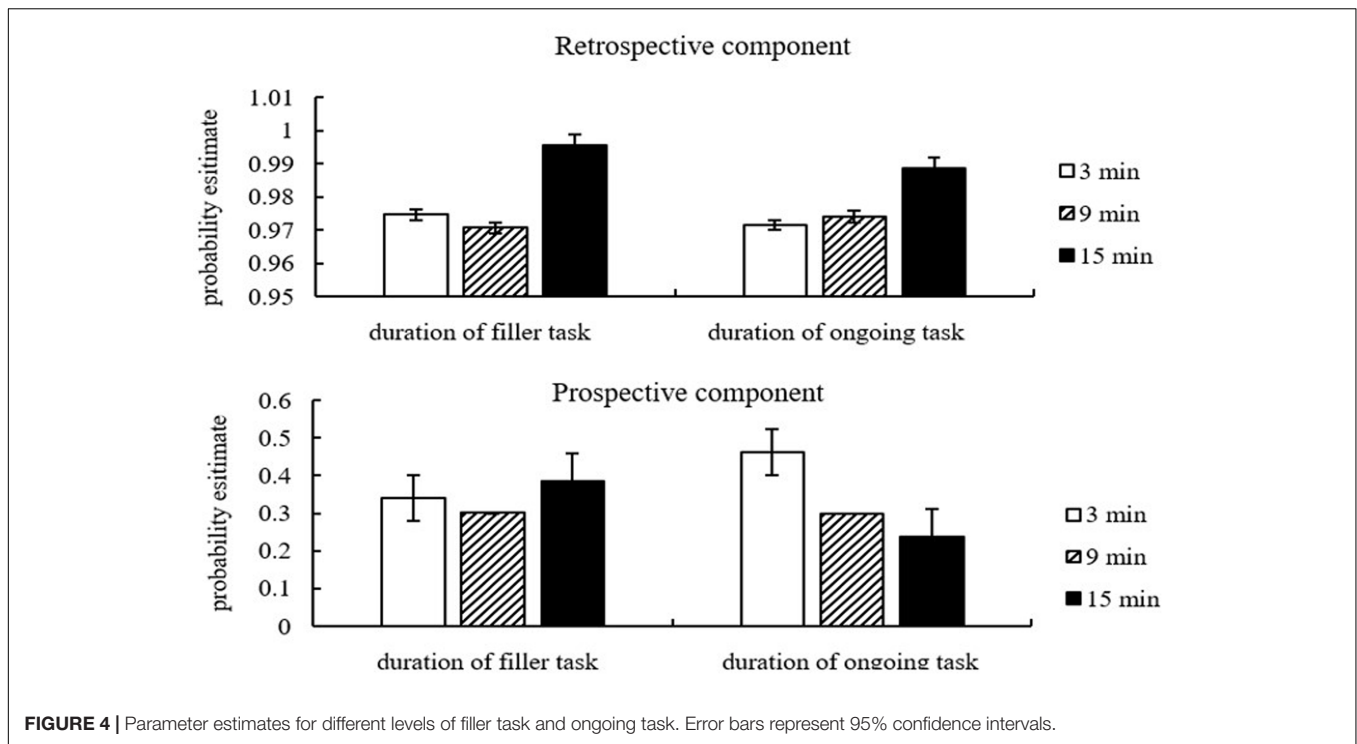 Retrospective component
probability esitimate
1.01
1
0.99
0.98
0.97
0.96
0.95
duration of filler task
duration of ongoing task
3 min
9 min
15 min
Prospective component
probability esitimate
0.6
0.5
0.4
0.3
0.2
0.1
0
duration of filler task
duration of ongoing task
3 min
9 min
15 min
FIGURE 4 | Parameter estimates for different levels of filler task and ongoing task. Error bars represent 95% confidence intervals.